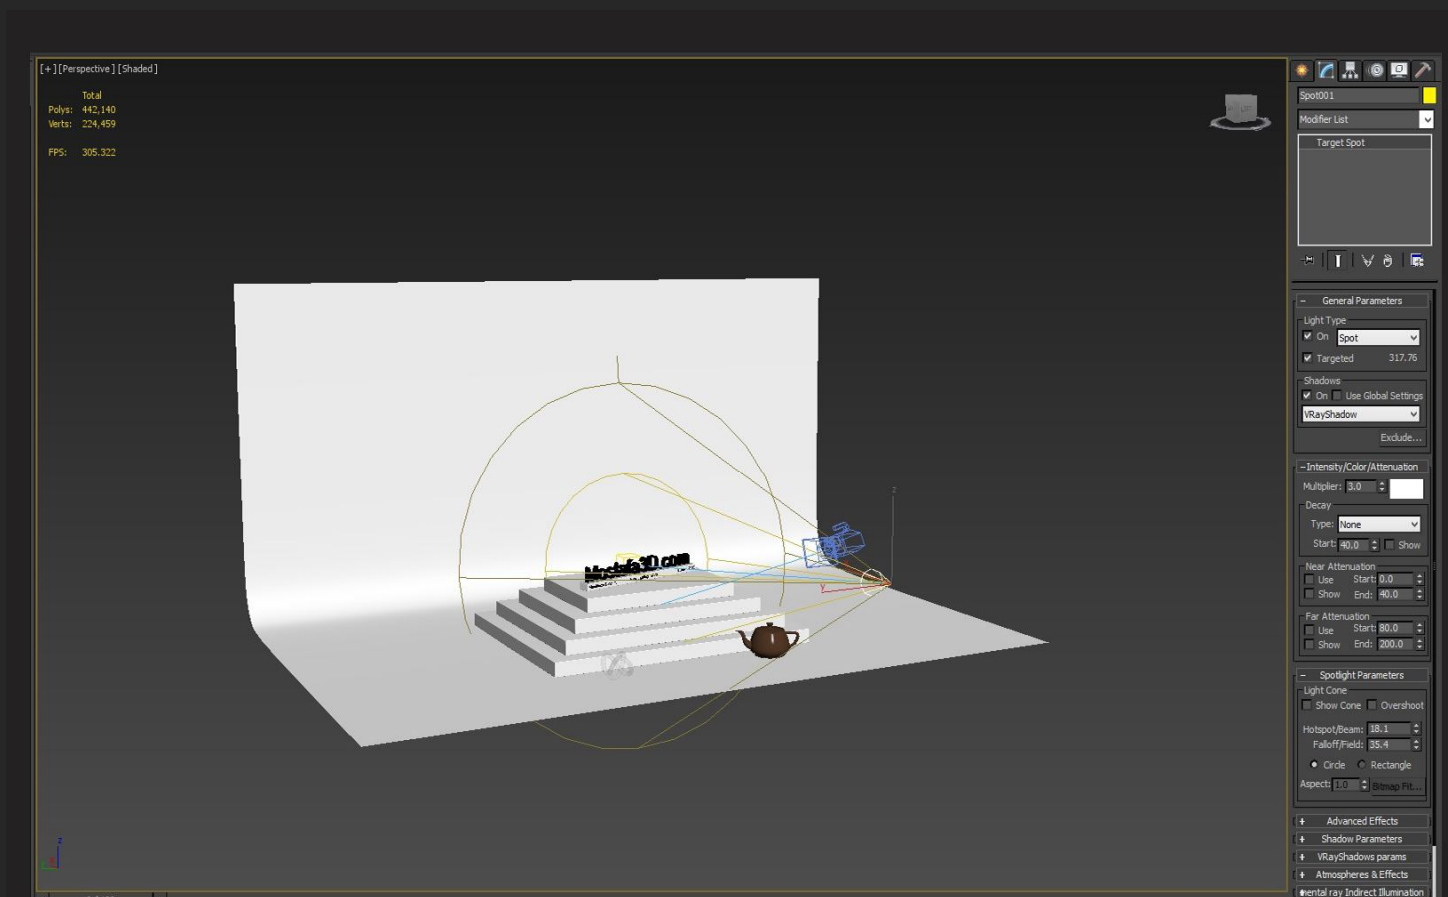 [+] [Perspective] [Shaded]
Total
Polys: 442,140
Verts: 224,459
FPS: 305.322
Mostafa3D.com
z
y
z
Spot001
Modifier List
Target Spot
- General Parameters
Light Type
On Spot
Targeted 317.76
Shadows
On Use Global Settings
VRayShadow
Exclude...
- Intensity/Color/Attenuation
Multiplier: 3.0
Decay
Type: None
Start: 40.0 Show
Near Attenuation
Use Start: 0.0
Show End: 40.0
Far Attenuation
Use Start: 80.0
Show End: 200.0
- Spotlight Parameters
Light Cone
Show Cone Overshoot
Hotspot/Beam: 18.1
Falloff/Field: 35.4
Circle Rectangle
Aspect: 1.0 Bitmap Fit...
+ Advanced Effects
+ Shadow Parameters
+ VRayShadows params
+ Atmospheres & Effects
mental ray Indirect Illumination